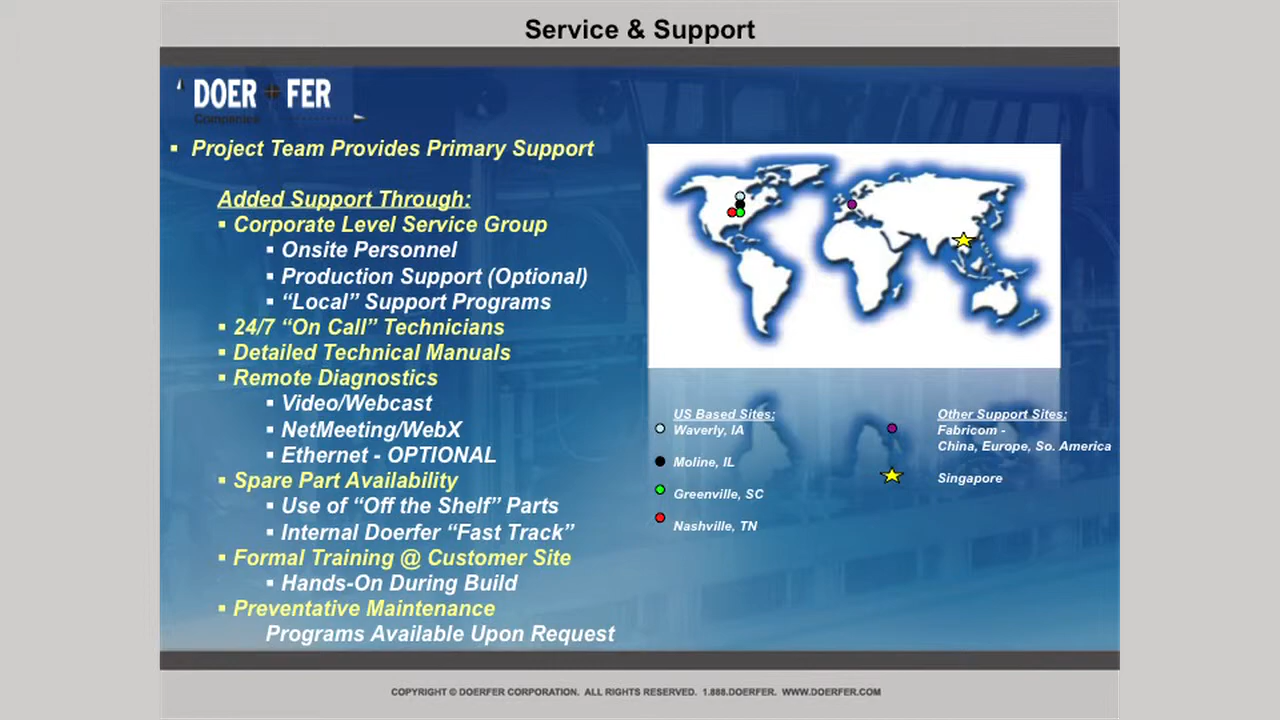 Service & Support
DOER FER
Companies
▪ Project Team Provides Primary Support
Added Support Through:
▪ Corporate Level Service Group
▪ Onsite Personnel
▪ Production Support (Optional)
▪ “Local” Support Programs
▪ 24/7 “On Call” Technicians
▪ Detailed Technical Manuals
▪ Remote Diagnostics
▪ Video/Webcast
▪ NetMeeting/WebX
▪ Ethernet - OPTIONAL
▪ Spare Part Availability
▪ Use of “Off the Shelf” Parts
▪ Internal Doerfer “Fast Track”
▪ Formal Training @ Customer Site
▪ Hands-On During Build
▪ Preventative Maintenance
Programs Available Upon Request
US Based Sites:
Waverly, IA
Moline, IL
Greenville, SC
Nashville, TN
Other Support Sites:
Fabricom -
China, Europe, So. America
Singapore
COPYRIGHT © DOERFER CORPORATION. ALL RIGHTS RESERVED. 1.888.DOERFER. WWW.DOERFER.COM